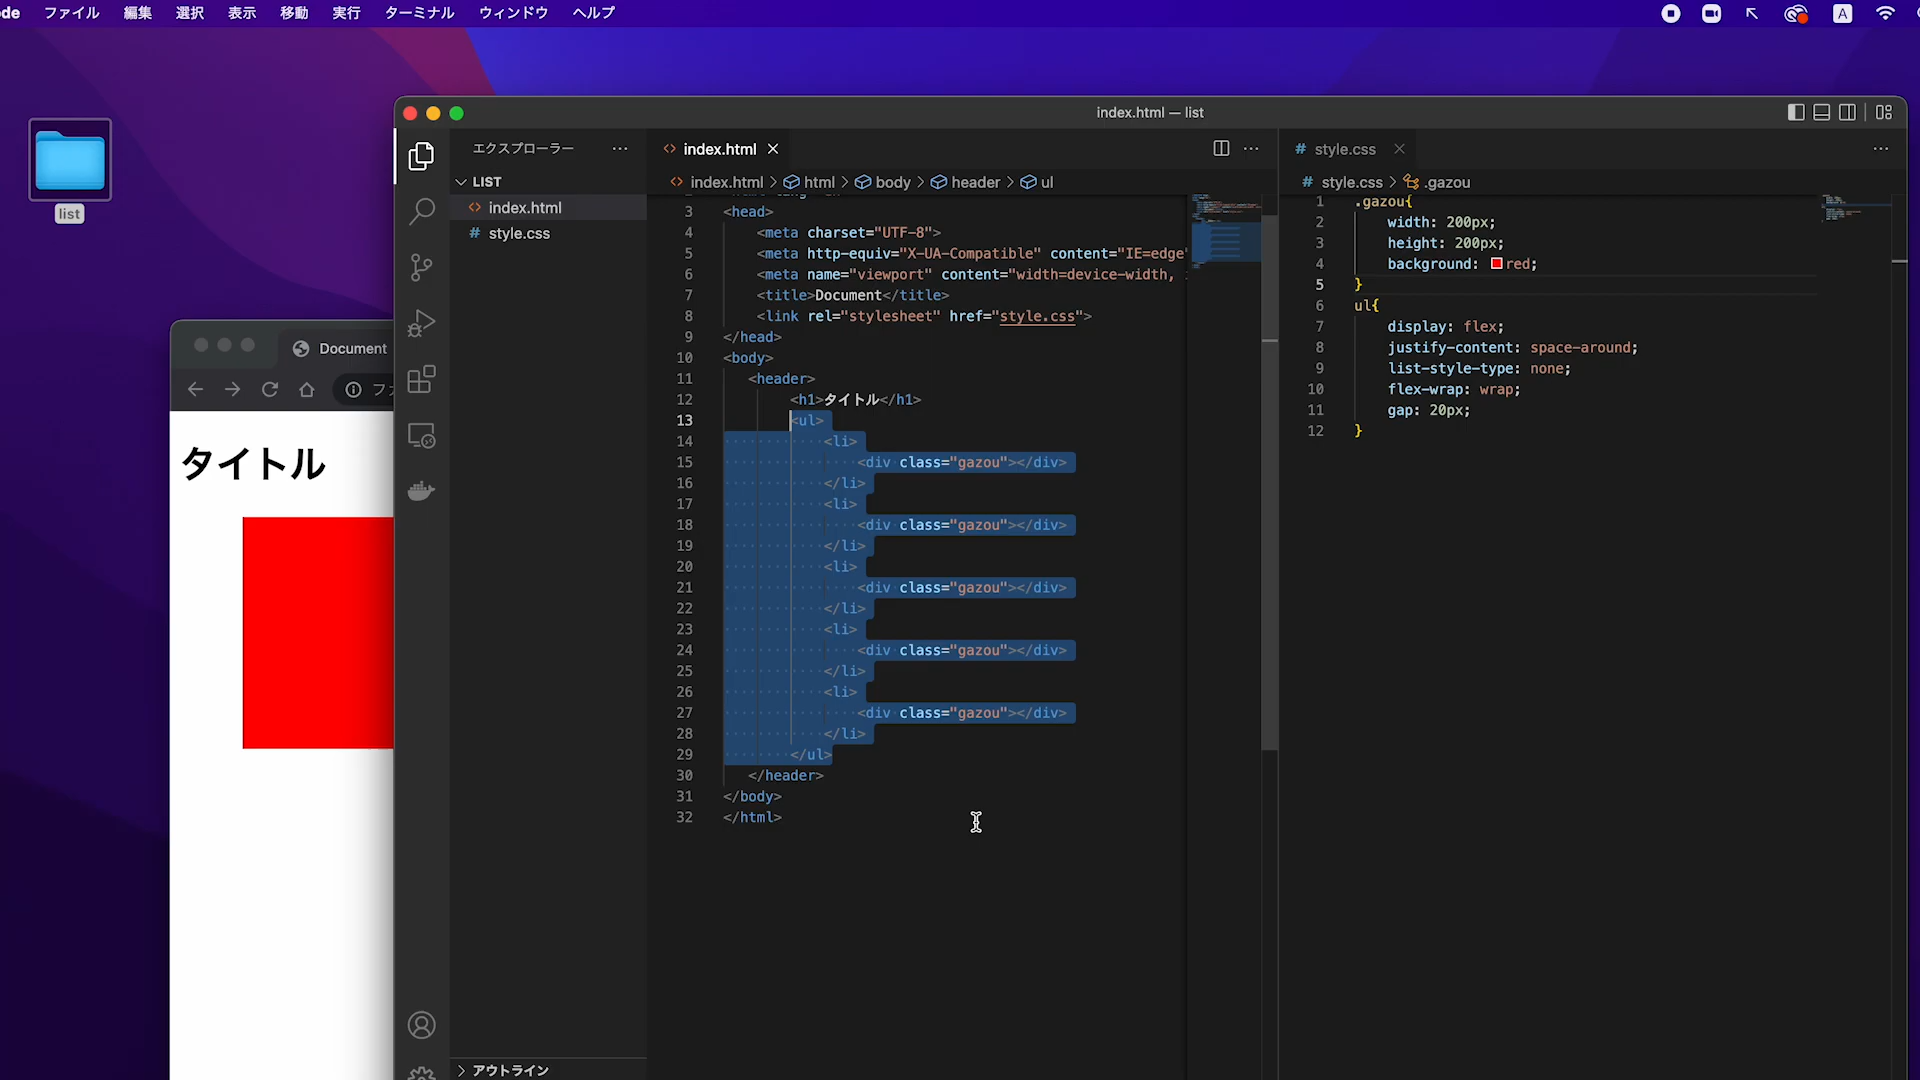 ode ファイル 編集 選択 表示 移動 実行 ターミナル ウィンドウ ヘルプ
A
list
Document
ファ
タイトル
index.html — list
エクスプローラー ···
LIST
index.html
style.css
アウトライン
index.html
index.html > html > body > header > ul
3 <head>
4 <meta charset="UTF-8">
5 <meta http-equiv="X-UA-Compatible" content="IE=edge"
6 <meta name="viewport" content="width=device-width,
7 <title>Document</title>
8 <link rel="stylesheet" href="style.css">
9 </head>
10 <body>
11 <header>
12 <h1>タイトル</h1>
13 <ul>
14 <li>
15 <div class="gazou"></div>
16 </li>
17 <li>
18 <div class="gazou"></div>
19 </li>
20 <li>
21 <div class="gazou"></div>
22 </li>
23 <li>
24 <div class="gazou"></div>
25 </li>
26 <li>
27 <div class="gazou"></div>
28 </li>
29 </ul>
30 </header>
31 </body>
32 </html>
# style.css
# style.css > .gazou
1 .gazou{
2 width: 200px;
3 height: 200px;
4 background: red;
5 }
6 ul{
7 display: flex;
8 justify-content: space-around;
9 list-style-type: none;
10 flex-wrap: wrap;
11 gap: 20px;
12 }